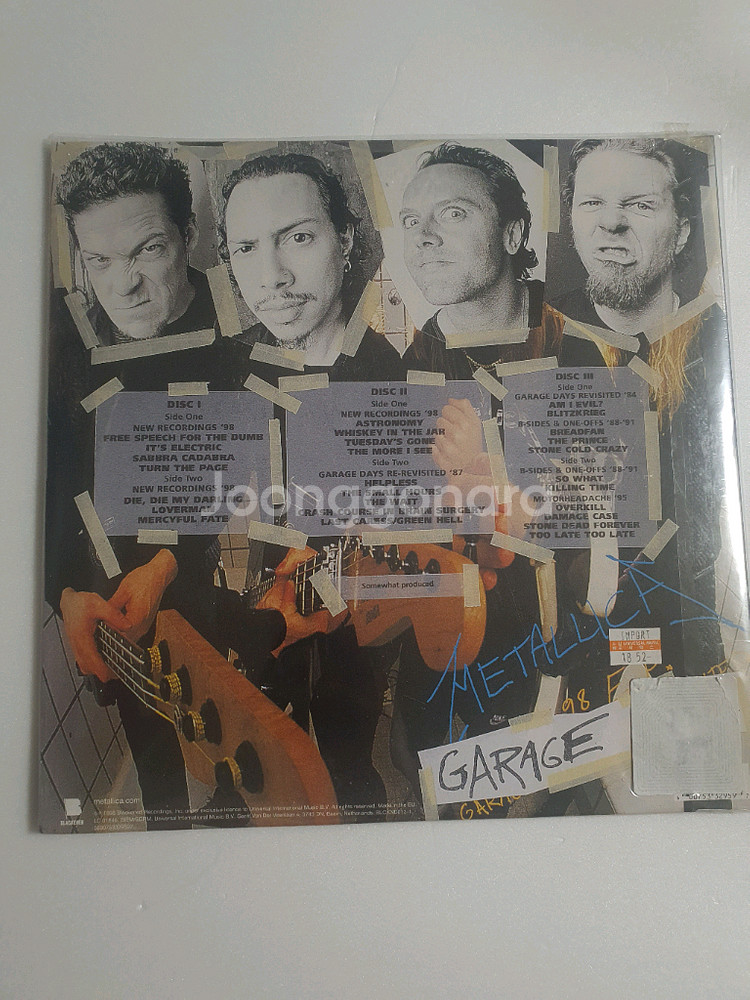 DISC I
Side One
NEW RECORDINGS '98
FREE SPEECH FOR THE DUMB
IT'S ELECTRIC
SABBRA CADABRA
TURN THE PAGE
Side Two
NEW RECORDINGS '98
DIE, DIE MY DARLING
LOVERMAN
MERCYFUL FATE
DISC II
Side One
NEW RECORDINGS '98
ASTRONOMY
WHISKEY IN THE JAR
TUESDAY'S GONE
THE MORE I SEE
Side Two
GARAGE DAYS RE-REVISITED '87
HELPLESS
THE SMALL HOURS
THE WAIT
CRASH COURSE IN BRAIN SURGERY
LAST CARESS/GREEN HELL
DISC III
Side One
GARAGE DAYS REVISITED '84
AM I EVIL?
BLITZKRIEG
B-SIDES & ONE-OFFS '88-'91
BREADFAN
THE PRINCE
STONE COLD CRAZY
Side Two
B-SIDES & ONE-OFFS '88-'91
SO WHAT
KILLING TIME
MOTORHEADACHE '95
OVERKILL
DAMAGE CASE
STONE DEAD FOREVER
TOO LATE TOO LATE
Joonggonara
Somewhat produced
METALLICA
IMPORT
18 52-
98
GARAGE
metallica.com
BLACKENED